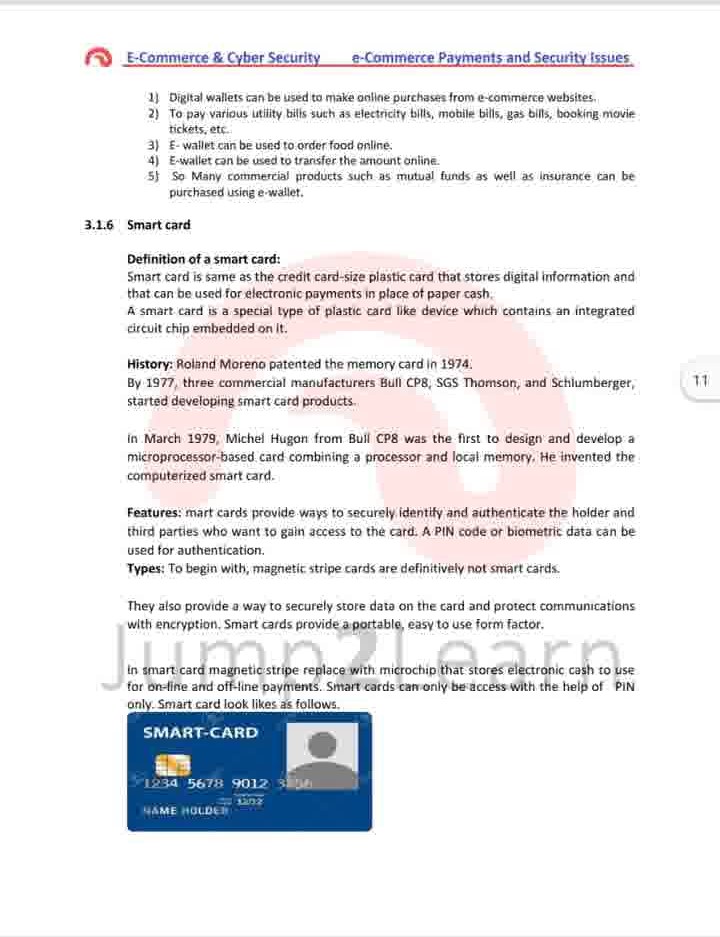 E-Commerce & Cyber Security e-Commerce Payments and Security Issues
1) Digital wallets can be used to make online purchases from e-commerce websites.
2) To pay various utility bills such as electricity bills, mobile bills, gas bills, booking movie
tickets, etc.
3) E- wallet can be used to order food online.
4) E-wallet can be used to transfer the amount online.
5) So Many commercial products such as mutual funds as well as insurance can be
purchased using e-wallet.
3.1.6 Smart card
Definition of a smart card:
Smart card is same as the credit card-size plastic card that stores digital information and
that can be used for electronic payments in place of paper cash.
A smart card is a special type of plastic card like device which contains an integrated
circuit chip embedded on it.
History: Roland Moreno patented the memory card in 1974.
11
By 1977, three commercial manufacturers Bull CP8, SGS Thomson, and Schlumberger,
started developing smart card products.
In March 1979, Michel Hugon from Bull CP8 was the first to design and develop a
microprocessor-based card combining a processor and local memory. He invented the
computerized smart card.
Features: mart cards provide ways to securely identify and authenticate the holder and
third parties who want to gain access to the card. A PIN code or biometric data can be
used for authentication.
Types: To begin with, magnetic stripe cards are definitively not smart cards.
They also provide a way to securely store data on the card and protect communications
with encryption. Smart cards provide a portable, easy to use form factor.
Jump2Learn
In smart card magnetic stripe replace with microchip that stores electronic cash to use
for on-line and off-line payments. Smart cards can only be access with the help of PIN
only. Smart card look likes as follows.
SMART-CARD
1234 5678 9012
12/12
NAME HOLDER